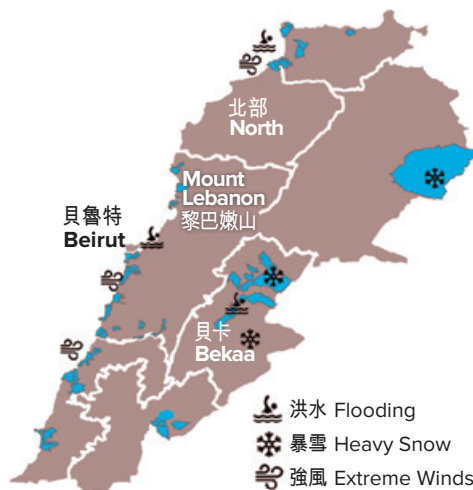 北部
North
Mount
Lebanon
黎巴嫩山
貝魯特
Beirut
貝卡
Bekaa
洪水 Flooding
暴雪 Heavy Snow
強風 Extreme Winds